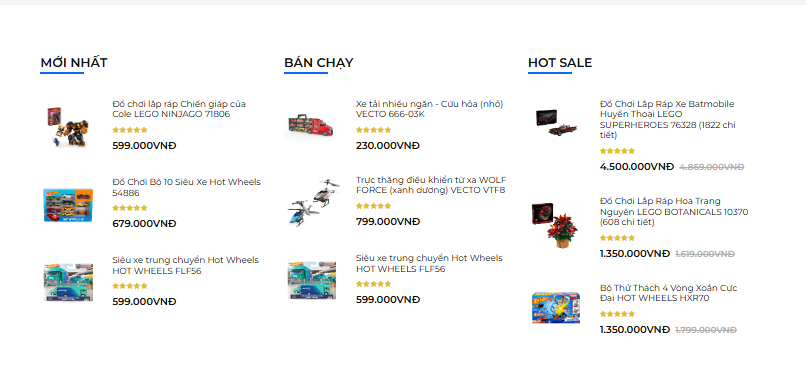 MỚI NHẤT
Đồ chơi lắp ráp Chiến giáp của
Cole LEGO NINJAGO 71806
599.000VNĐ
Đồ Chơi Bộ 10 Siêu Xe Hot Wheels
54886
679.000VNĐ
Siêu xe trung chuyển Hot Wheels
HOT WHEELS FLF56
599.000VNĐ
BÁN CHẠY
Xe tải nhiều ngăn - Cứu hỏa (nhỏ)
VECTO 666-03K
230.000VNĐ
Trực thăng điều khiển từ xa WOLF
FORCE (xanh dương) VECTO VTF8
799.000VNĐ
Siêu xe trung chuyển Hot Wheels
HOT WHEELS FLF56
599.000VNĐ
HOT SALE
Đồ Chơi Lắp Ráp Xe Batmobile
Huyền Thoại LEGO
SUPERHEROES 76328 (1822 chi
tiết)
4.500.000VNĐ 4.869.000VNĐ
Đồ Chơi Lắp Ráp Hoa Trạng
Nguyên LEGO BOTANICALS 10370
(608 chi tiết)
1.350.000VNĐ 1.619.000VNĐ
Bộ Thử Thách 4 Vòng Xoắn Cực
Đại HOT WHEELS HXR70
1.350.000VNĐ 1.799.000VNĐ